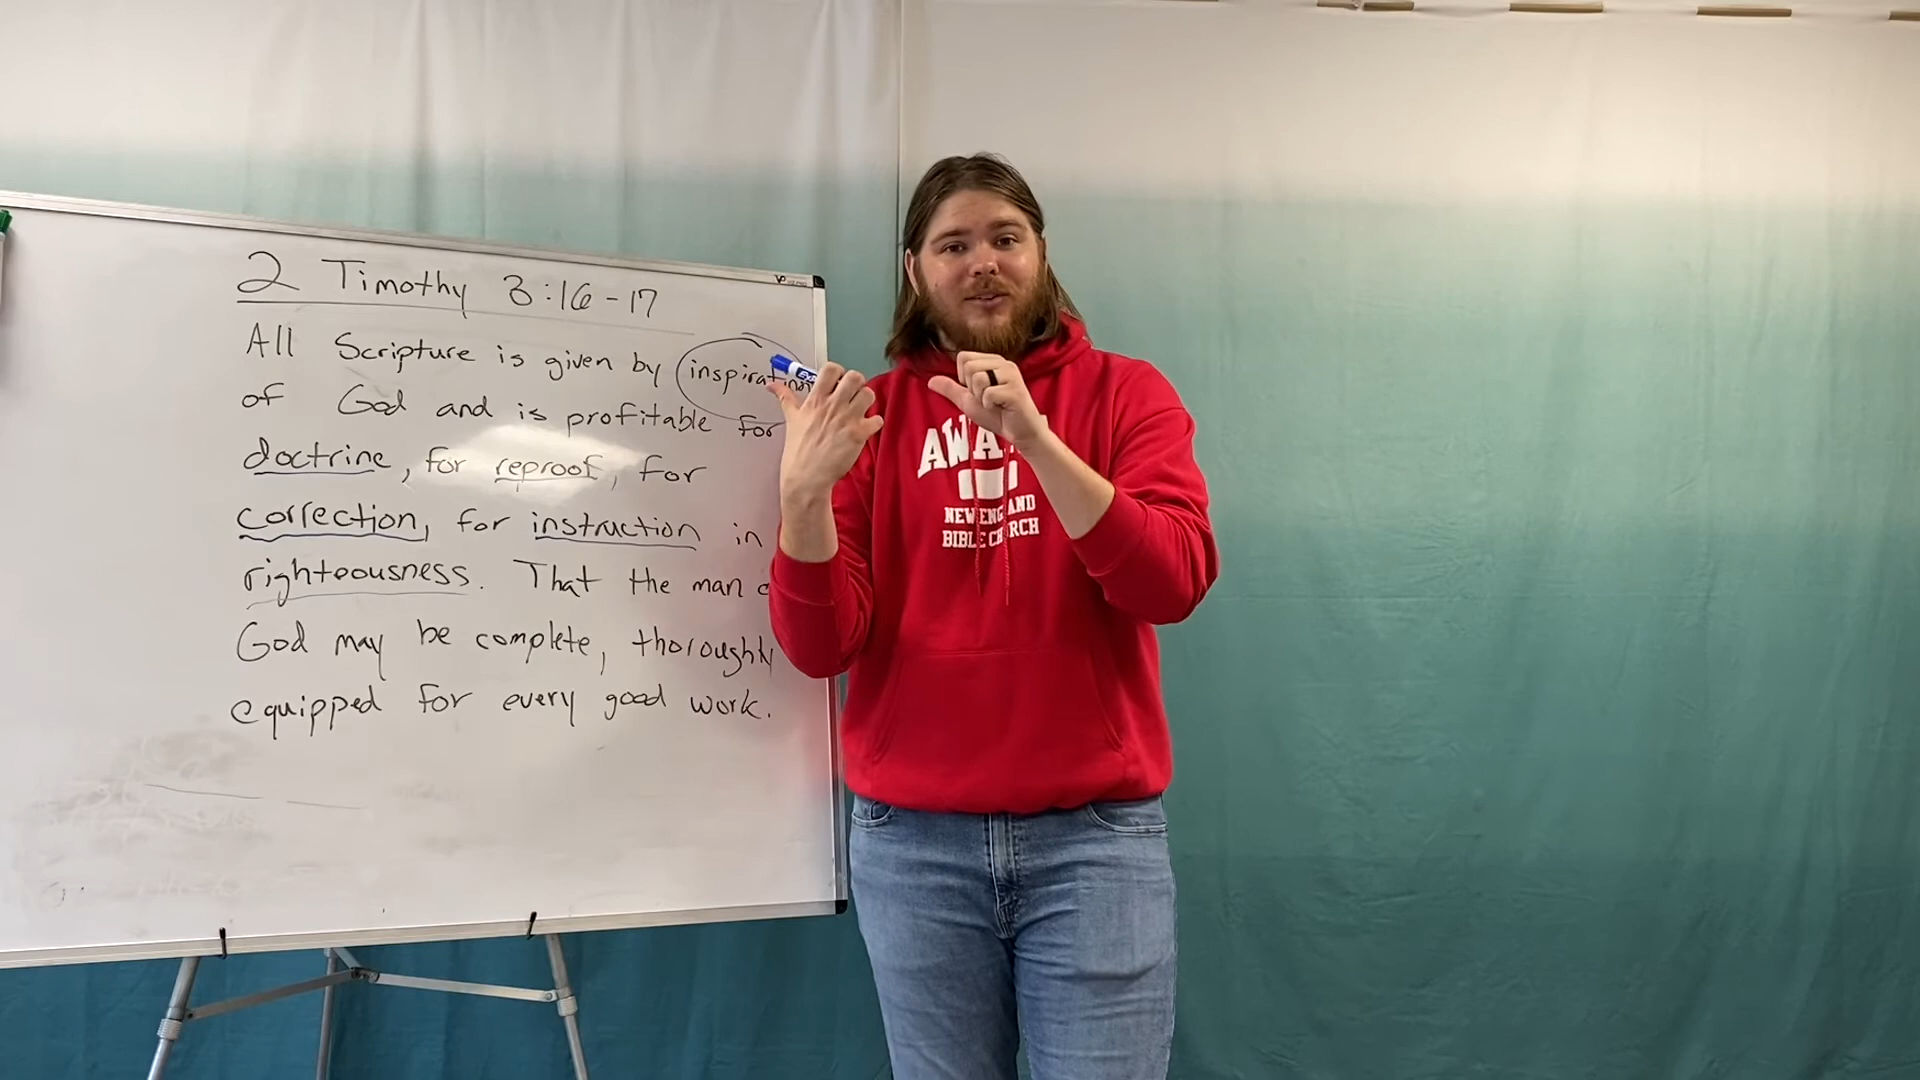 2 Timothy 3:16-17
All Scripture is given by inspiration
of God and is profitable for
doctrine, for reproof, for
correction, for instruction in
righteousness. That the man
God may be complete, thoroughly
equipped for every good work.
NEW ENGLAND
BIBLE CHURCH